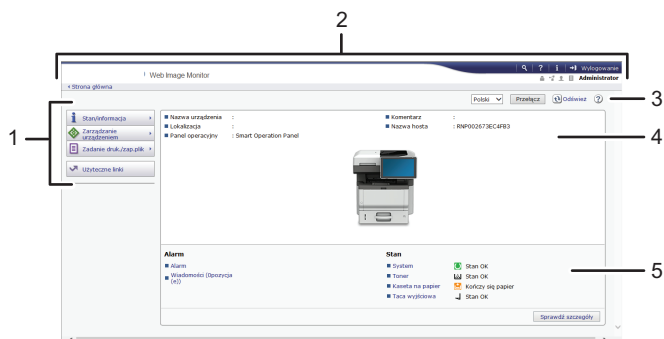 2
Web Image Monitor
? i Wylogowanie
Administrator
Strona główna
Polski Przełącz Odśwież ?
3
1
Stan/informacja
Zarządzanie urządzeniem
Zadanie druk./zap.plik
Użyteczne linki
Nazwa urządzenia :
Lokalizacja :
Panel operacyjny : Smart Operation Panel
Komentarz :
Nazwa hosta : RNP002673EC4FB3
4
Alarm
Alarm
Wiadomości (0pozycja
(e))
Stan
System Stan OK
Toner Stan OK
Kaseta na papier Kończy się papier
Taca wyjściowa Stan OK
5
Sprawdź szczegóły